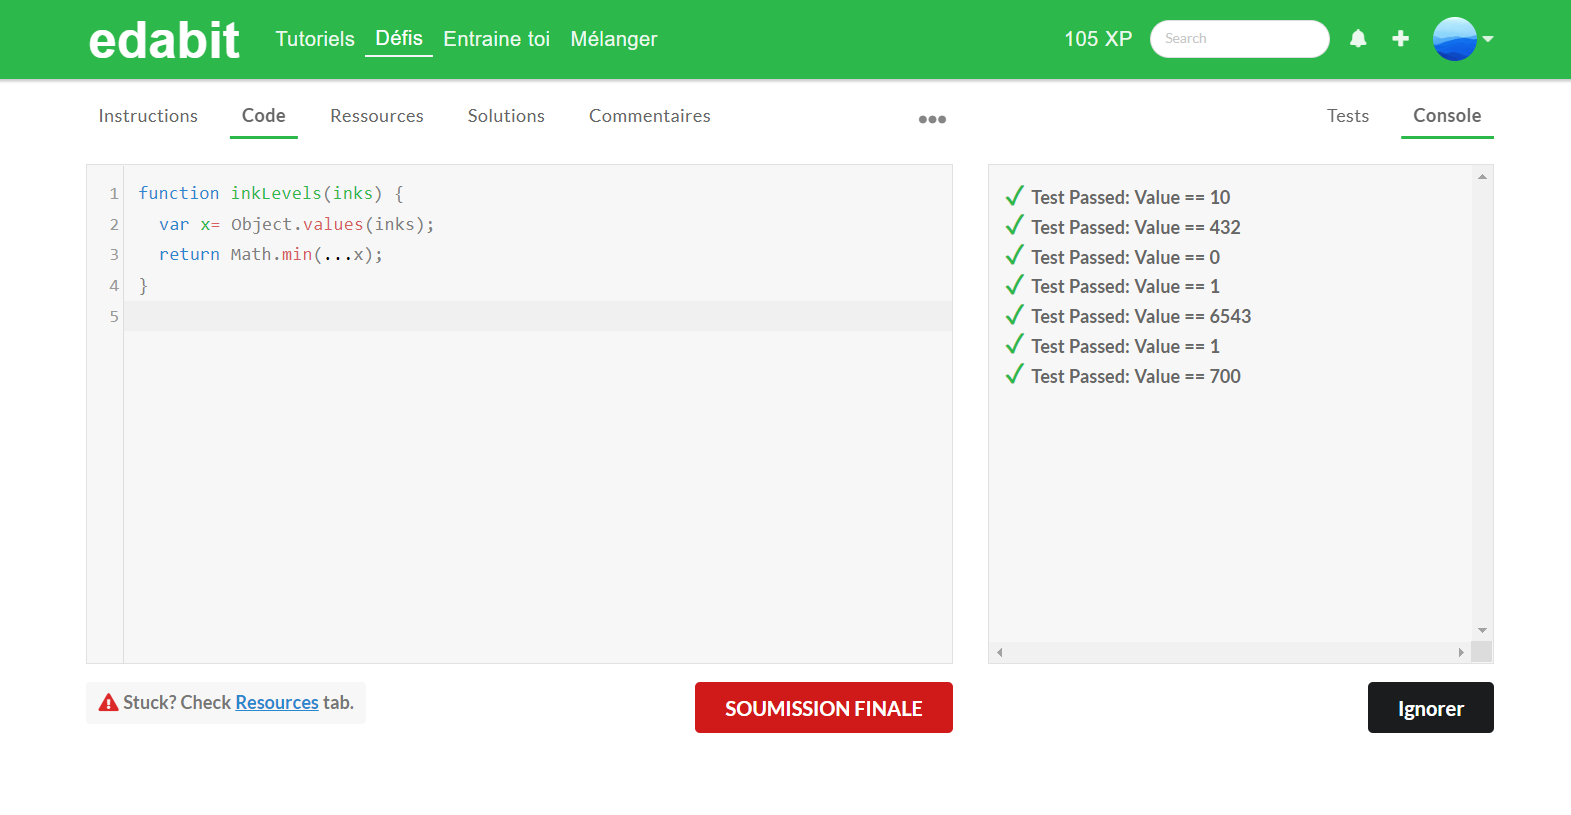 edabit Tutoriels Défis Entraine toi Mélanger 105 XP Search
Instructions Code Ressources Solutions Commentaires Tests Console
1 function inkLevels(inks) {
2 var x= Object.values(inks);
3 return Math.min(...x);
4 }
5
Test Passed: Value == 10
Test Passed: Value == 432
Test Passed: Value == 0
Test Passed: Value == 1
Test Passed: Value == 6543
Test Passed: Value == 1
Test Passed: Value == 700
Stuck? Check Resources tab.
SOUMISSION FINALE
Ignorer